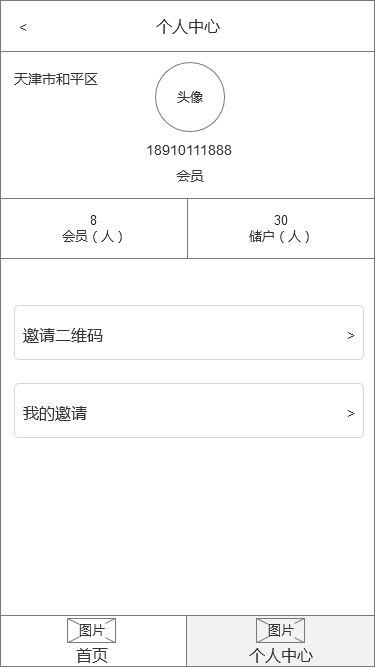 <
个人中心
天津市和平区
头像
18910111888
会员
8
会员（人）
30
储户（人）
邀请二维码
>
我的邀请
>
图片
首页
图片
个人中心